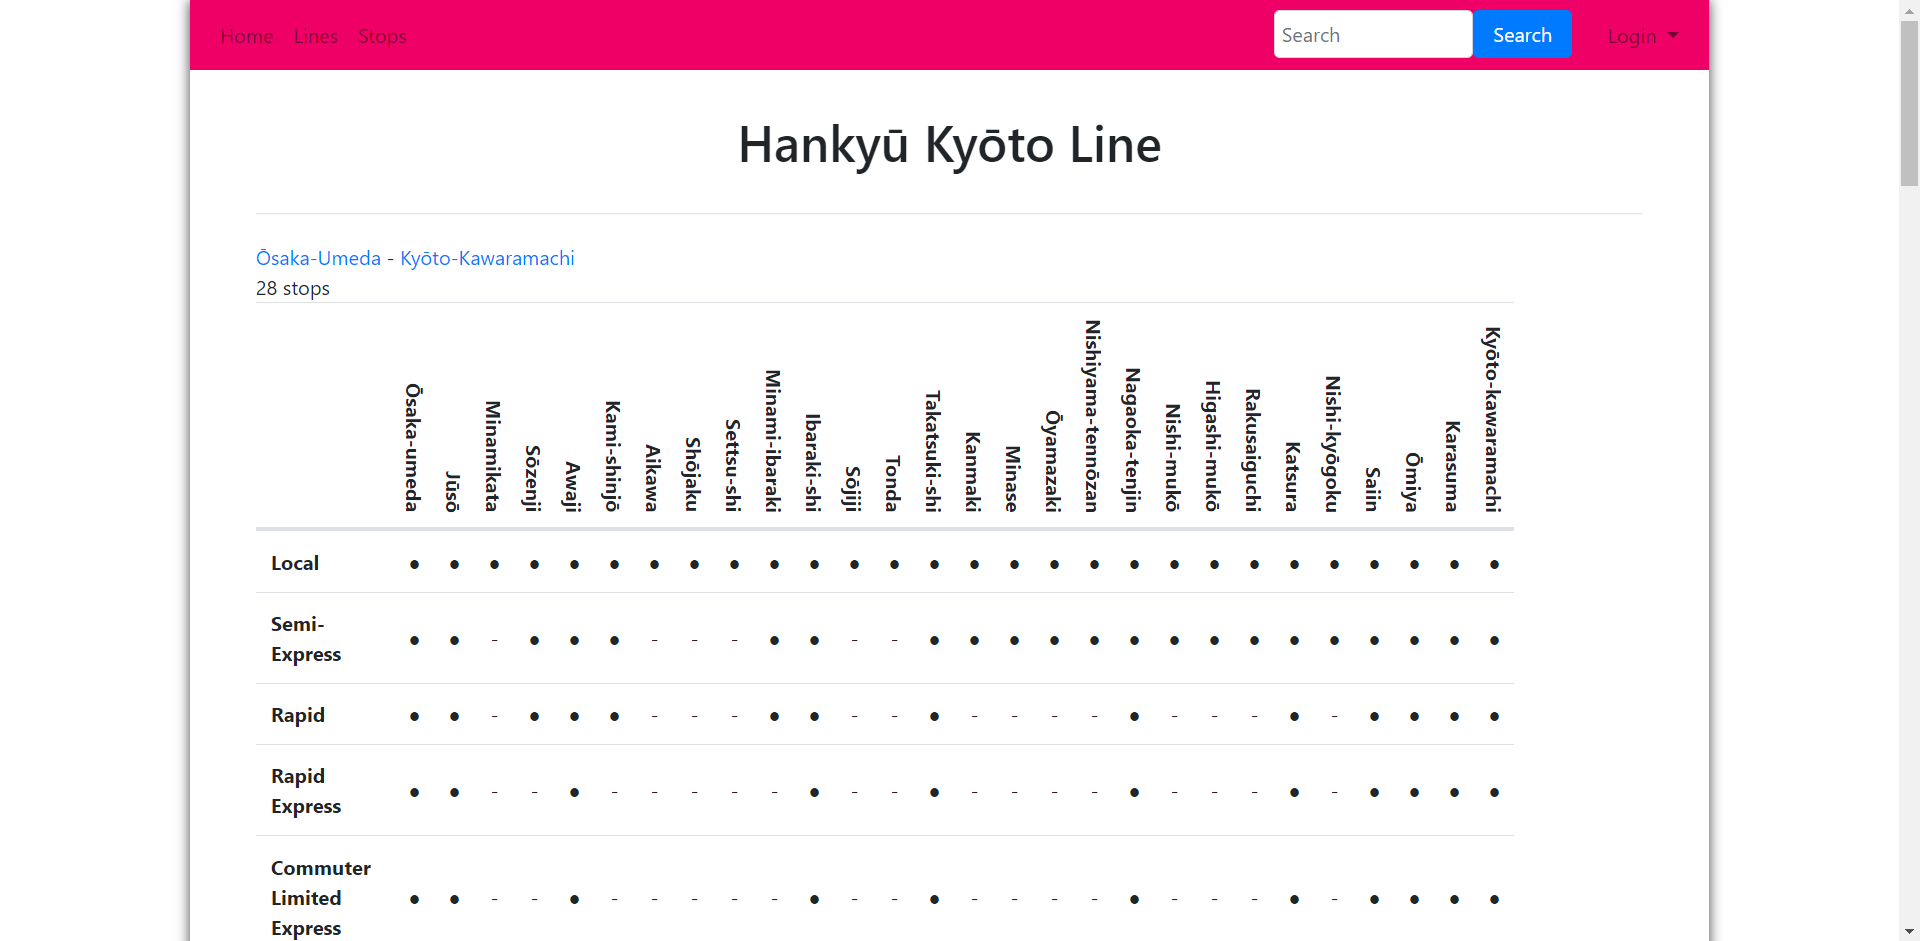 Home Lines Stops Search Search Login
Hankyū Kyōto Line
Ōsaka-Umeda - Kyōto-Kawaramachi
28 stops
Ōsaka-umeda
Jūsō
Minamikata
Sōzenji
Awaji
Kami-shinjō
Aikawa
Shōjaku
Settsu-shi
Minami-ibaraki
Ibaraki-shi
Sōjiji
Tonda
Takatsuki-shi
Kanmaki
Minase
Ōyamazaki
Nishiyama-tennōzan
Nagaoka-tenjin
Nishi-mukō
Higashi-mukō
Rakusaiguchi
Katsura
Nishi-kyōgoku
Saiin
Ōmiya
Karasuma
Kyōto-kawaramachi
Local ● ● ● ● ● ● ● ● ● ● ● ● ● ● ● ● ● ● ● ● ● ● ● ● ● ● ● ●
Semi-
Express ● ● - ● ● ● - - - ● ● - - ● ● ● ● ● ● ● ● ● ● ● ● ● ● ●
Rapid ● ● - ● ● ● - - - ● ● - - ● - - - - ● - - - ● - ● ● ● ●
Rapid
Express ● ● - - ● - - - - - ● - - ● - - - - ● - - - ● - ● ● ● ●
Commuter
Limited
Express ● ● - - ● - - - - - ● - - ● - - - - ● - - - ● - ● ● ● ●